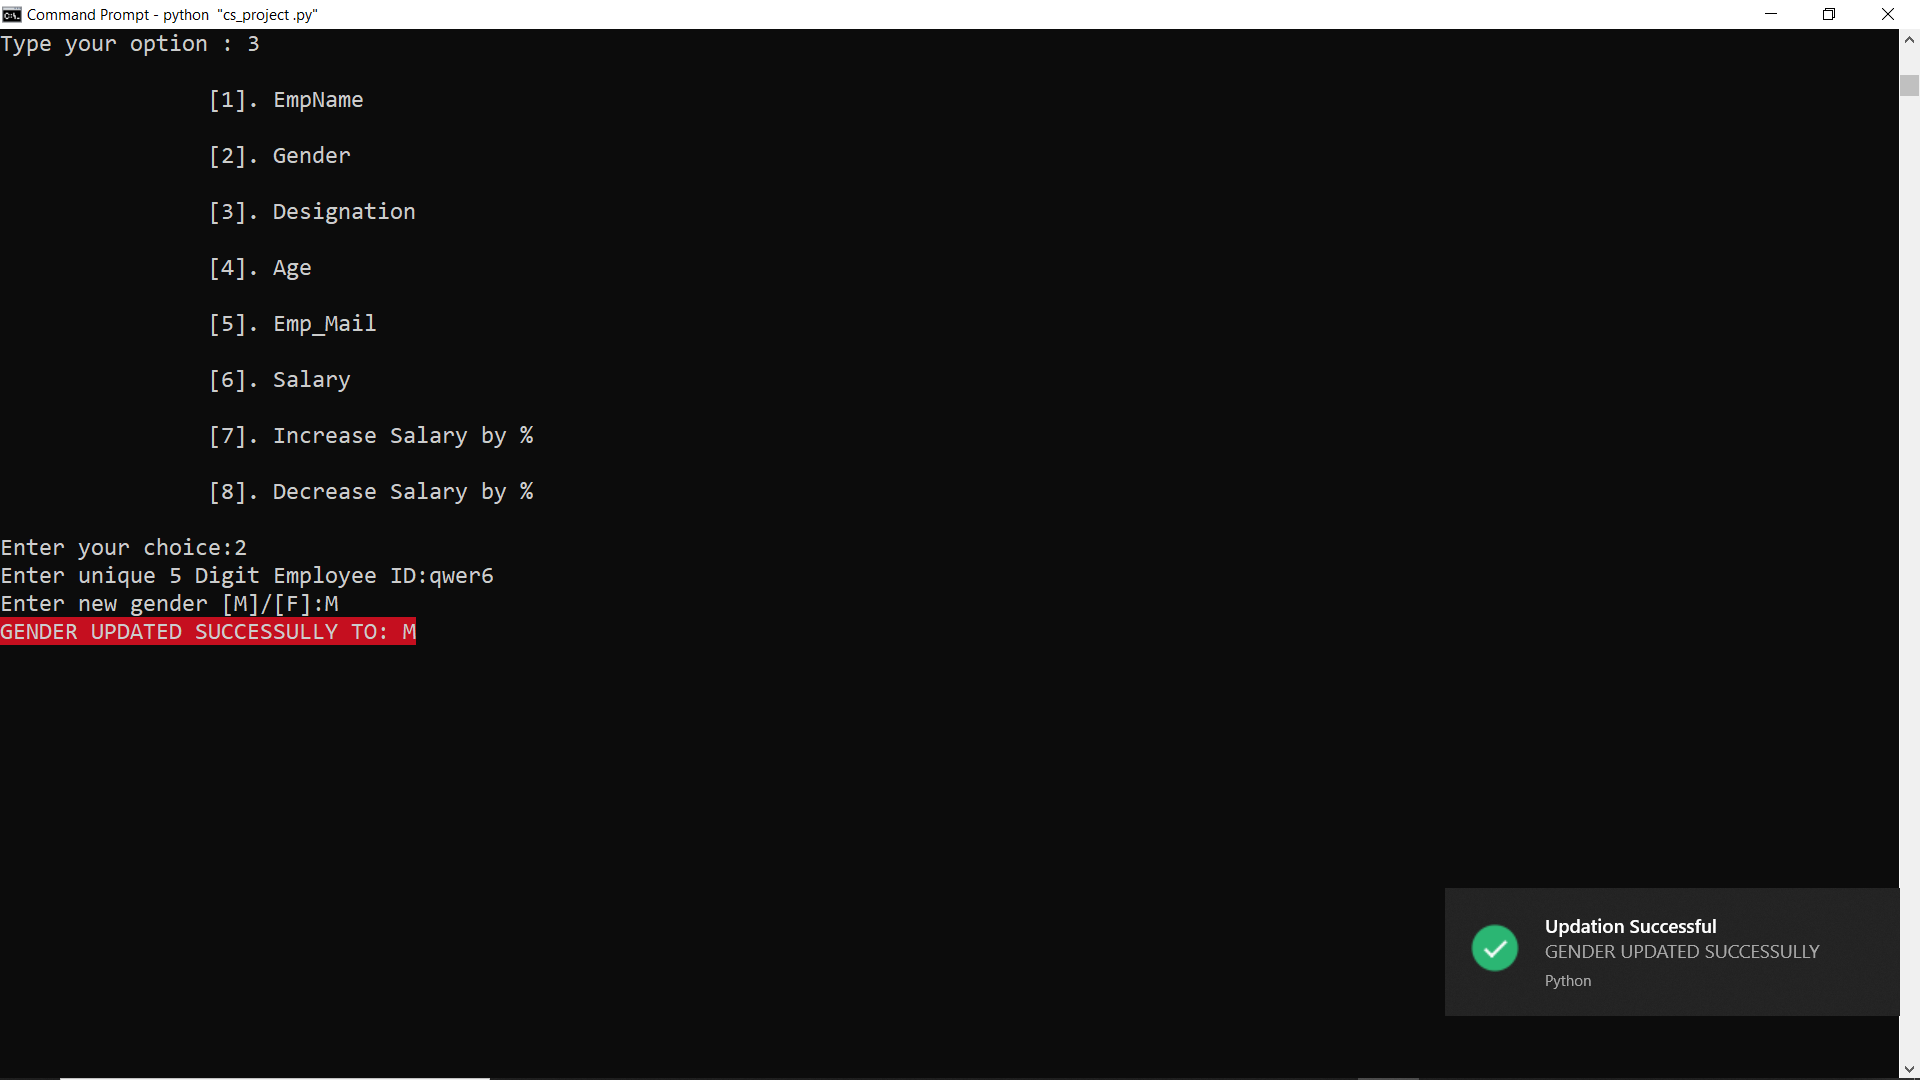 Command Prompt - python  "cs_project .py"
Type your option : 3
[1]. EmpName
[2]. Gender
[3]. Designation
[4]. Age
[5]. Emp_Mail
[6]. Salary
[7]. Increase Salary by %
[8]. Decrease Salary by %
Enter your choice:2
Enter unique 5 Digit Employee ID:qwer6
Enter new gender [M]/[F]:M
GENDER UPDATED SUCCESSULLY TO: M
Updation Successful
GENDER UPDATED SUCCESSULLY
Python